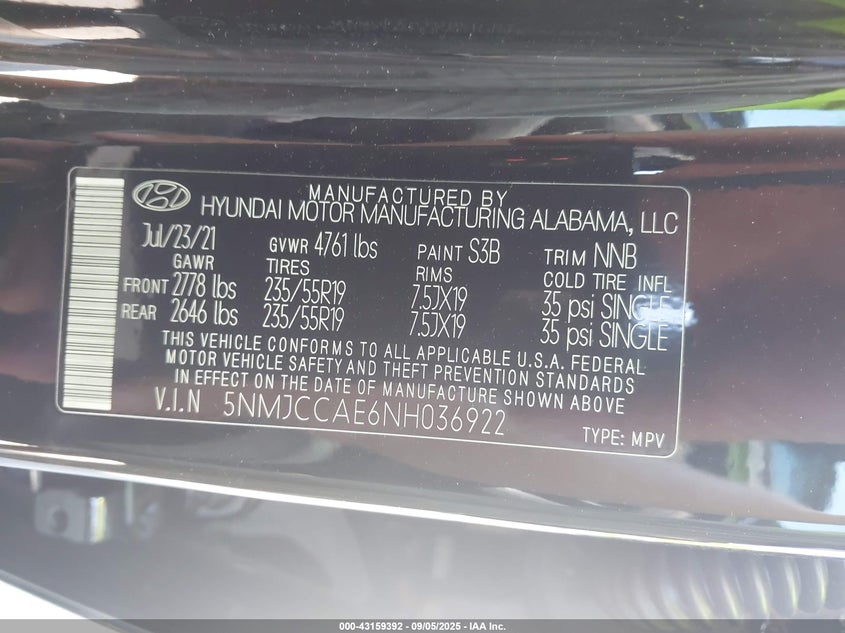 MANUFACTURED BY
HYUNDAI MOTOR MANUFACTURING ALABAMA, LLC
Jul/23/21 GVWR 4761 lbs PAINT S3B TRIM NNB
GAWR TIRES RIMS COLD TIRE INFL
FRONT 2778 lbs 235/55R19 7.5JX19 35 psi SINGLE
REAR 2646 lbs 235/55R19 7.5JX19 35 psi SINGLE
THIS VEHICLE CONFORMS TO ALL APPLICABLE U.S.A. FEDERAL
MOTOR VEHICLE SAFETY AND THEFT PREVENTION STANDARDS
IN EFFECT ON THE DATE OF MANUFACTURE SHOWN ABOVE
V.I.N 5NMJCCAE6NH036922
TYPE: MPV
000-43159392 - 09/05/2025 - IAA Inc.